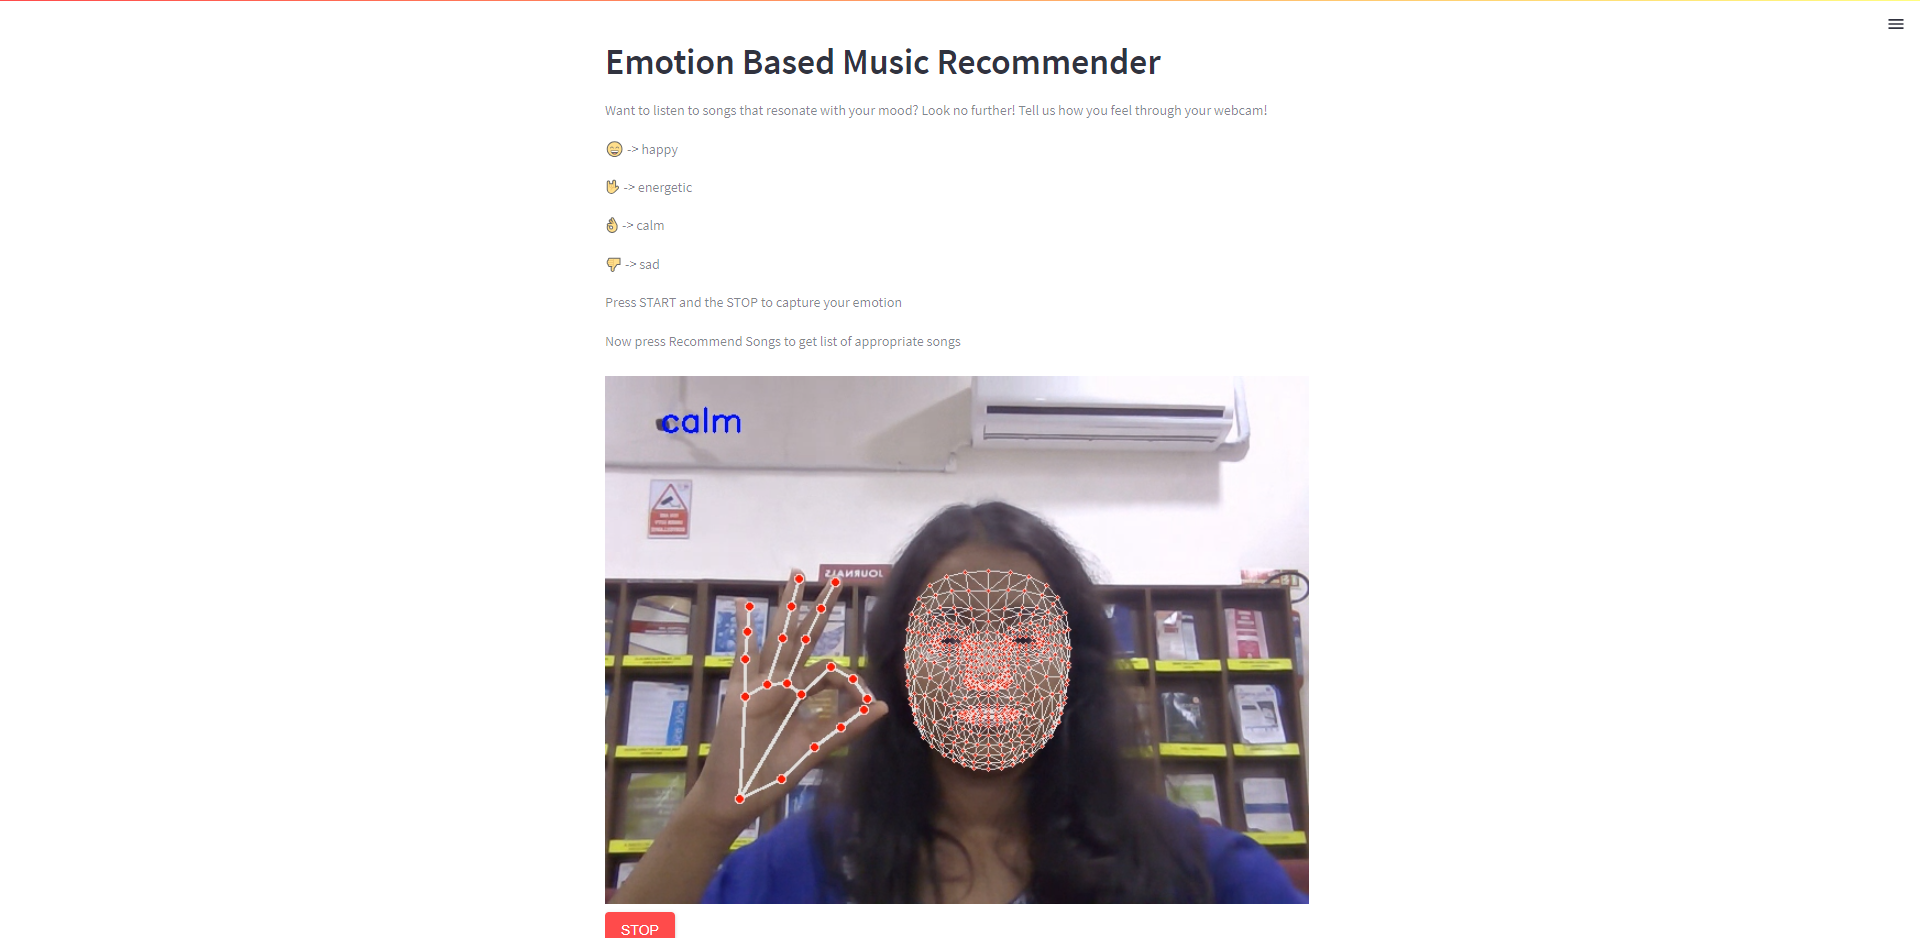 Emotion Based Music Recommender
Want to listen to songs that resonate with your mood? Look no further! Tell us how you feel through your webcam!
😄 -> happy
🤘 -> energetic
👌 -> calm
👎 -> sad
Press START and the STOP to capture your emotion
Now press Recommend Songs to get list of appropriate songs
calm
JOURNALS
STOP